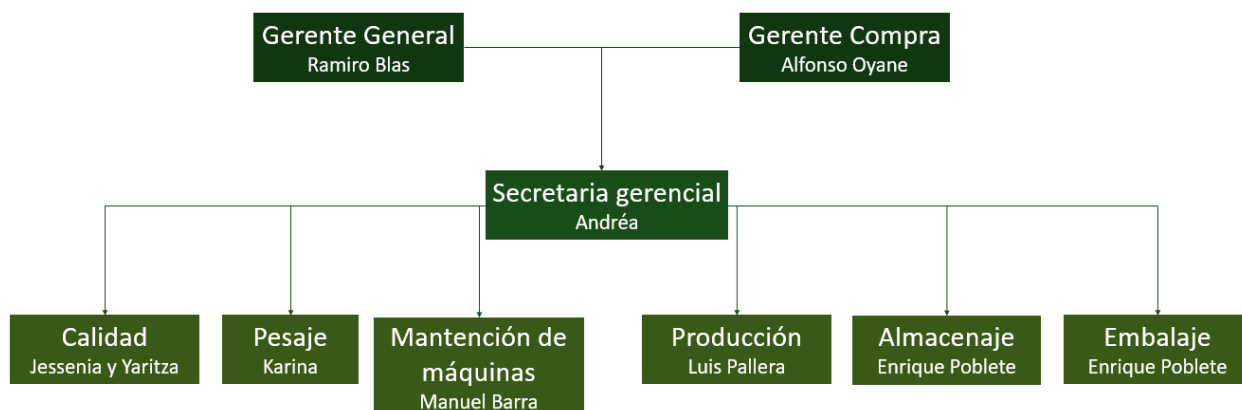 Gerente General
Ramiro Blas
Gerente Compra
Alfonso Oyane
Secretaria gerencial
Andréa
Calidad
Jessenia y Yaritza
Pesaje
Karina
Mantención de
máquinas
Manuel Barra
Producción
Luis Pallera
Almacenaje
Enrique Poblete
Embalaje
Enrique Poblete